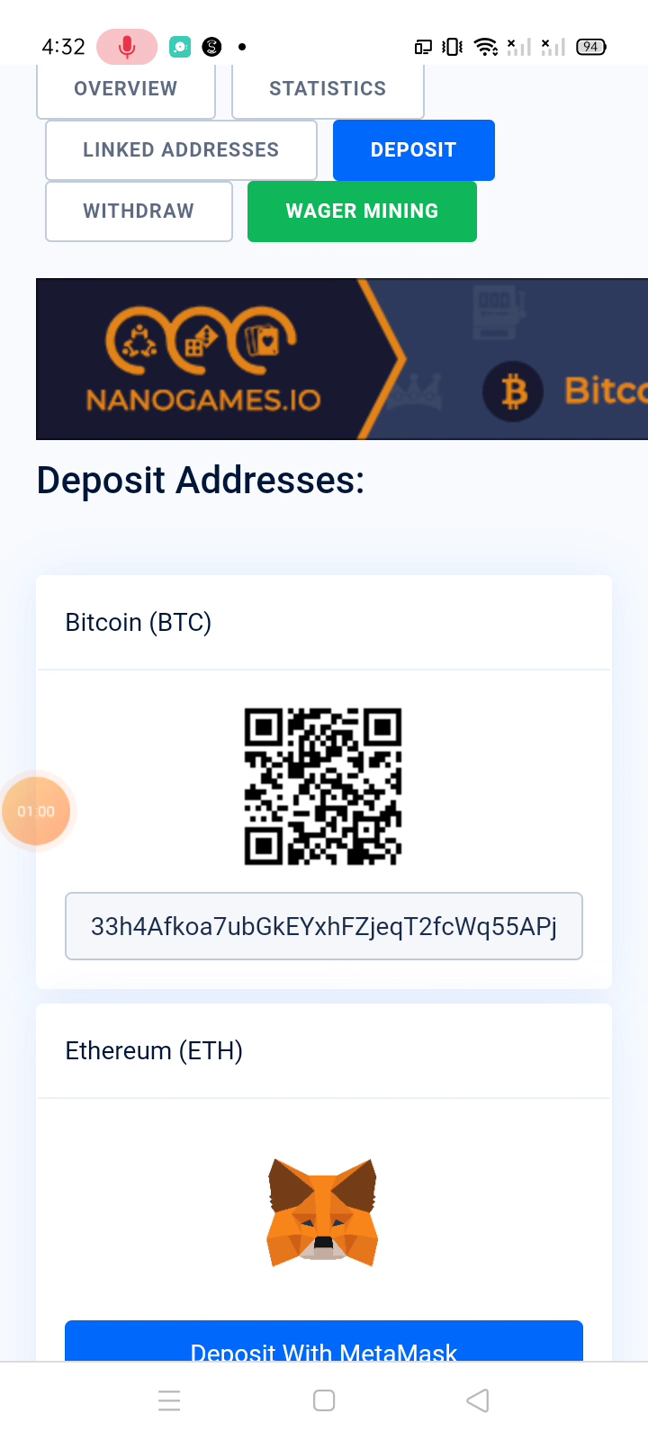 4:32
94
OVERVIEW STATISTICS
LINKED ADDRESSES DEPOSIT
WITHDRAW WAGER MINING
NANOGAMES.IO
Deposit Addresses:
Bitcoin (BTC)
01:00
33h4Afkoa7ubGkEYxhFZjeqT2fcWq55APj
Ethereum (ETH)
Deposit With MetaMask